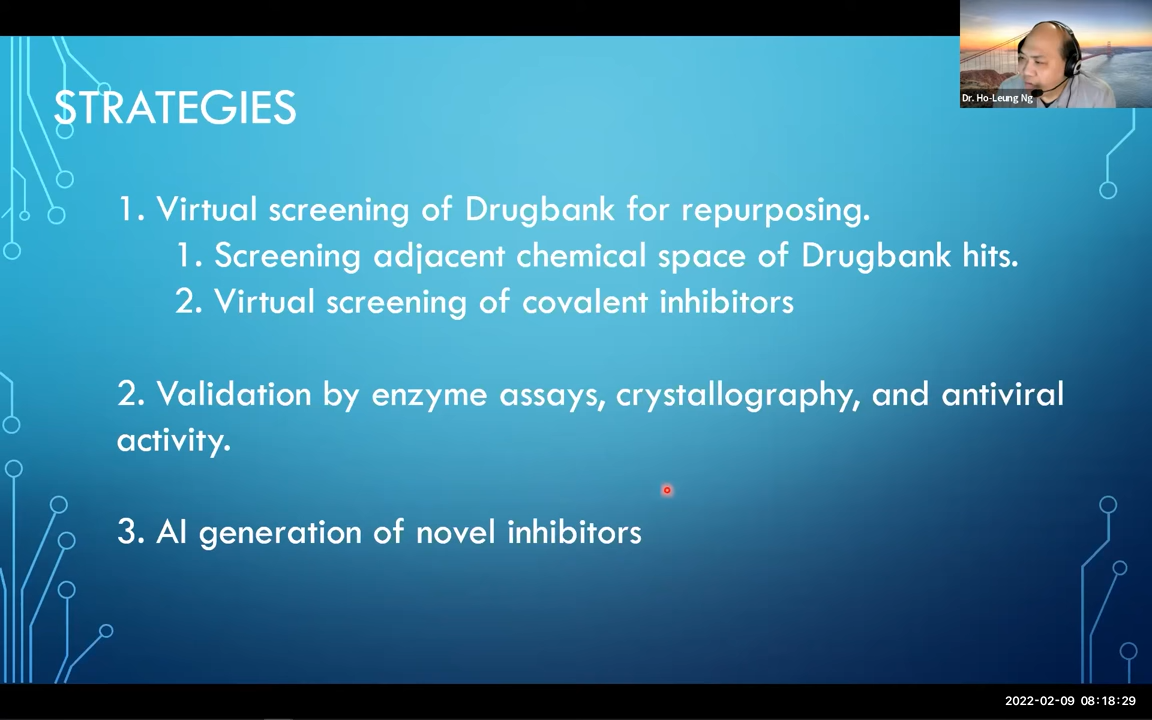 Dr. Ho-Leung Ng
STRATEGIES
1. Virtual screening of Drugbank for repurposing.
1. Screening adjacent chemical space of Drugbank hits.
2. Virtual screening of covalent inhibitors
2. Validation by enzyme assays, crystallography, and antiviral
activity.
3. AI generation of novel inhibitors
2022-02-09 08:18:29